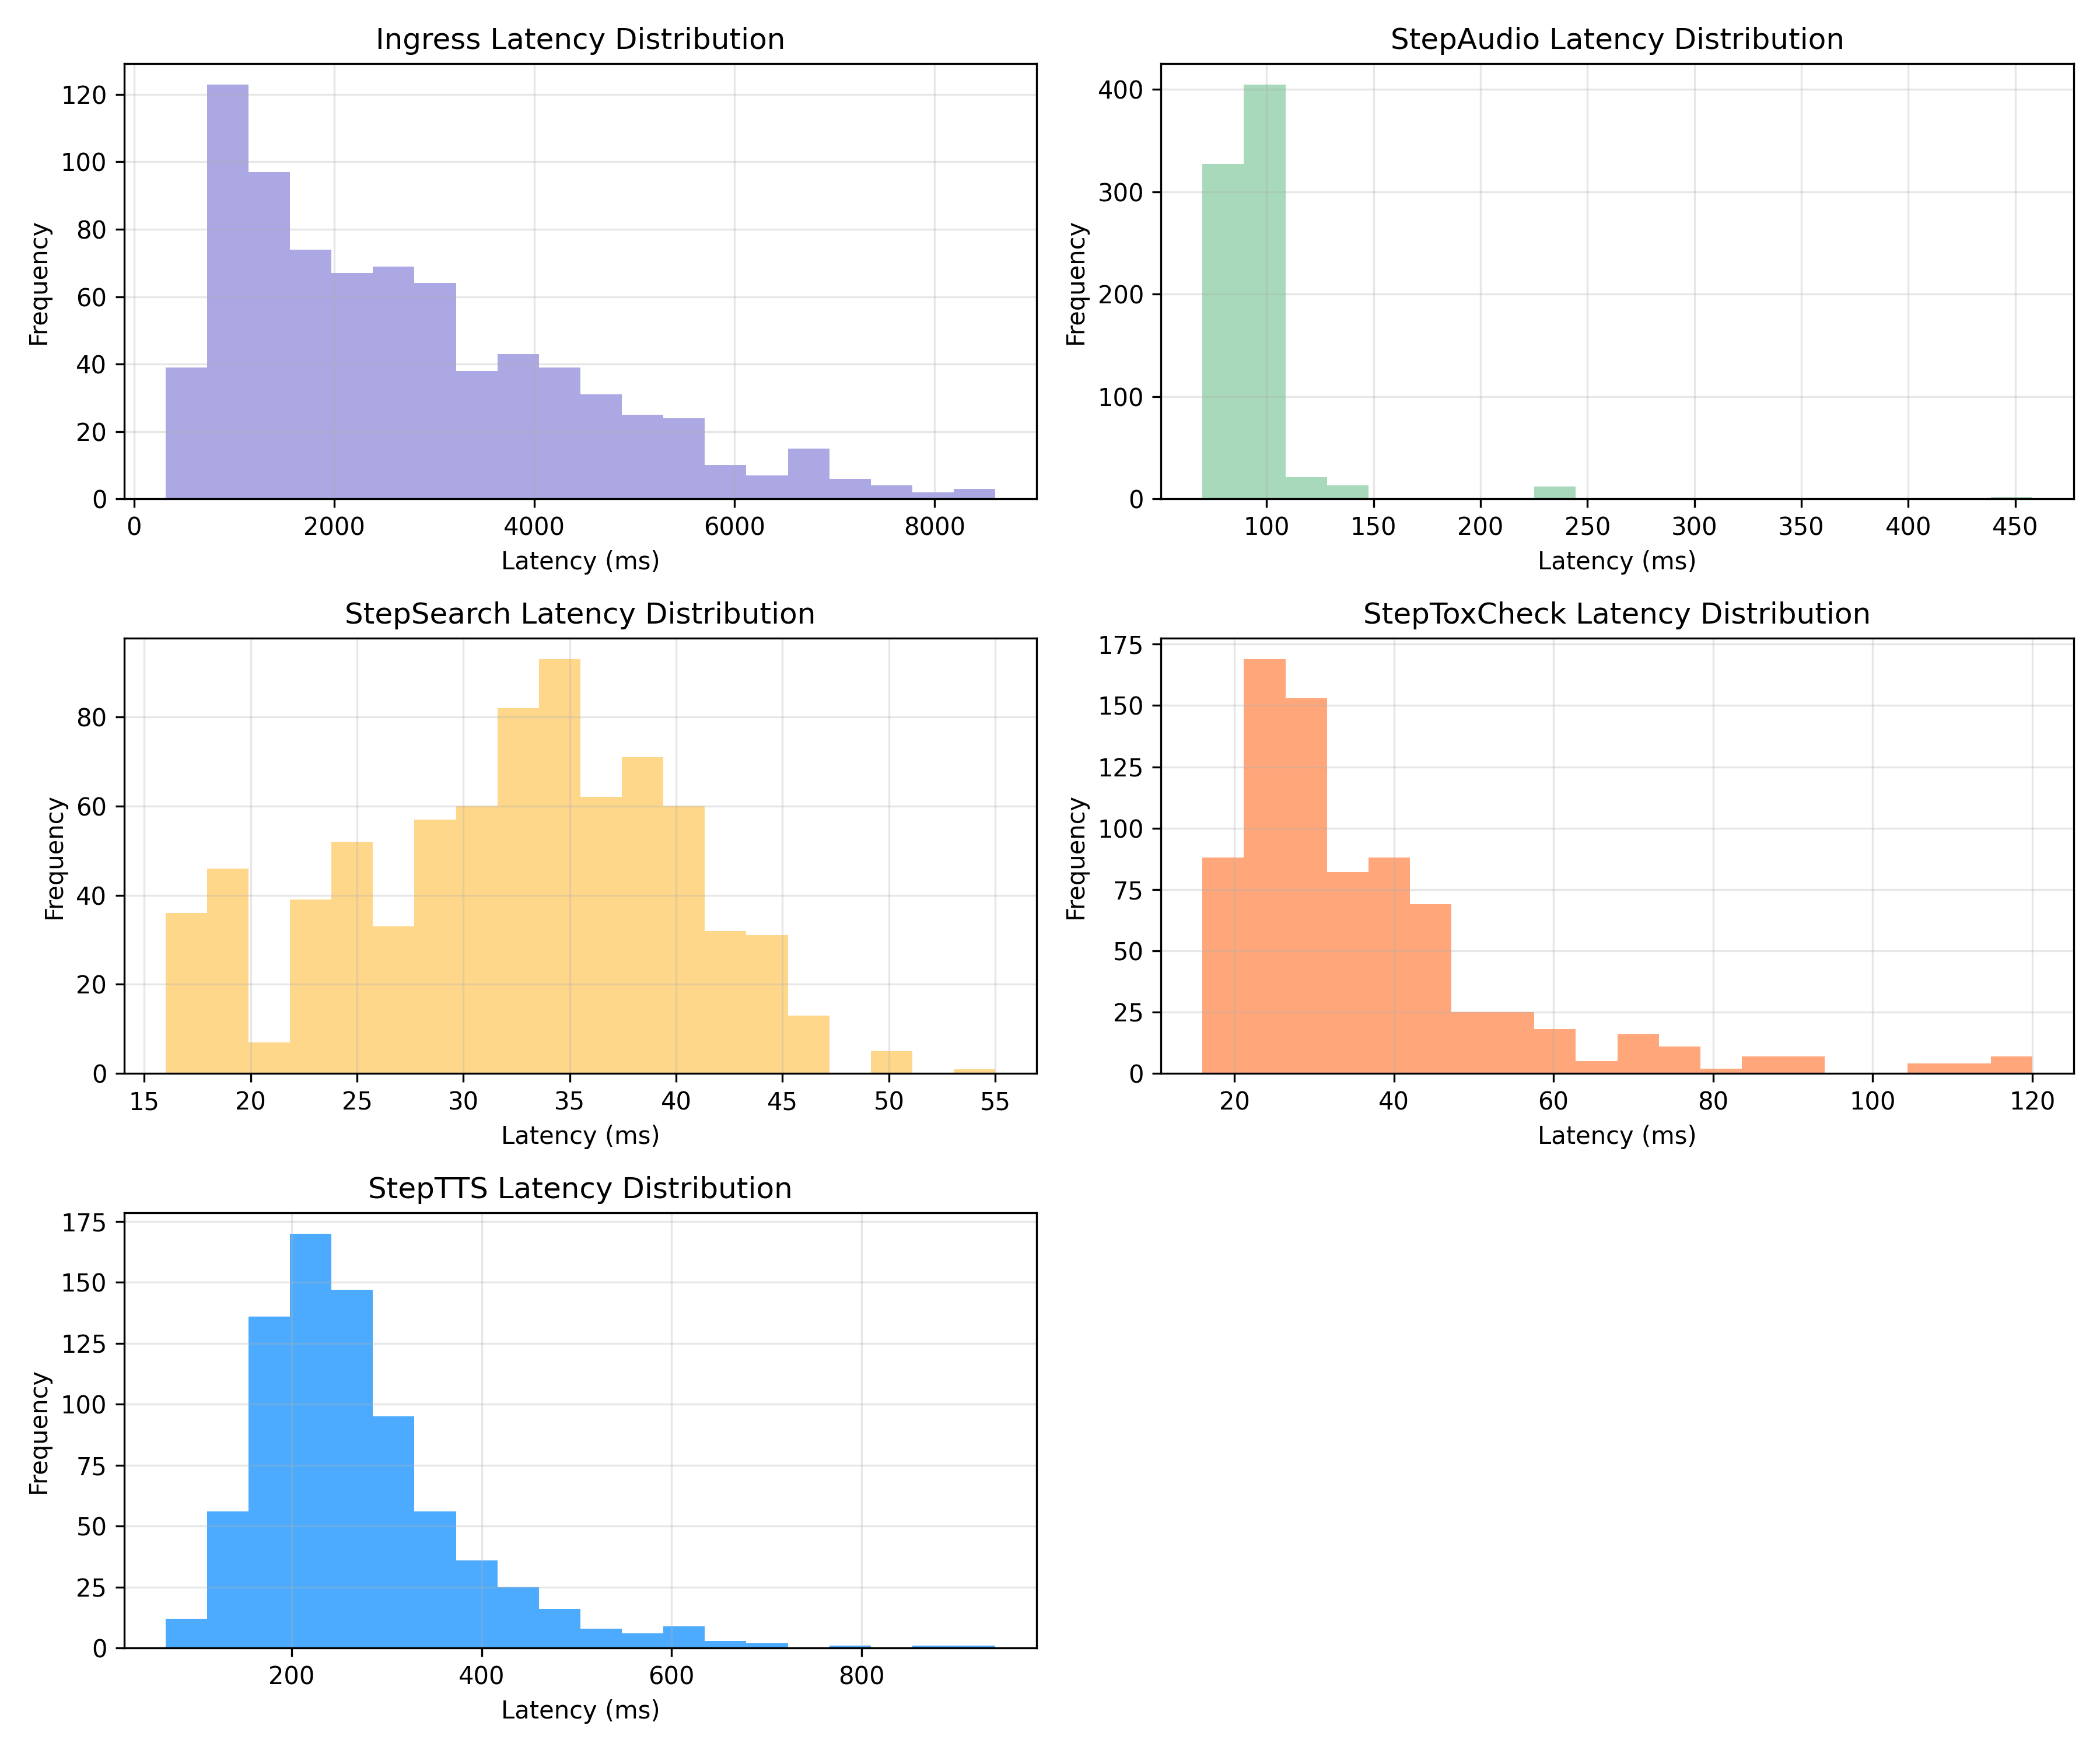 Ingress Latency Distribution
120
100
80
60
40
20
0
Frequency
0 2000 4000 6000 8000
Latency (ms)
StepAudio Latency Distribution
400
300
200
100
0
Frequency
100 150 200 250 300 350 400 450
Latency (ms)
StepSearch Latency Distribution
80
60
40
20
0
Frequency
15 20 25 30 35 40 45 50 55
Latency (ms)
StepToxCheck Latency Distribution
175
150
125
100
75
50
25
0
Frequency
20 40 60 80 100 120
Latency (ms)
StepTTS Latency Distribution
175
150
125
100
75
50
25
0
Frequency
200 400 600 800
Latency (ms)